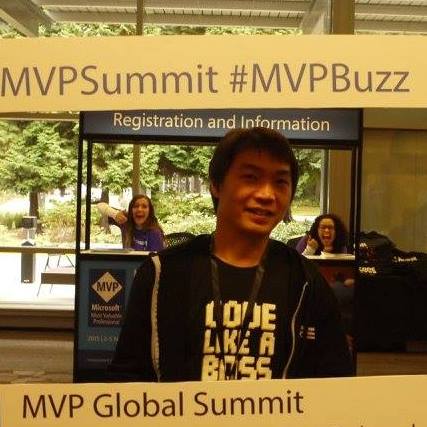 MVPSummit #MVPBuzz
Registration and Information
MVP
Microsoft
Most Valuable
Professional
CODE
LIKE A
BOSS
MVP Global Summit